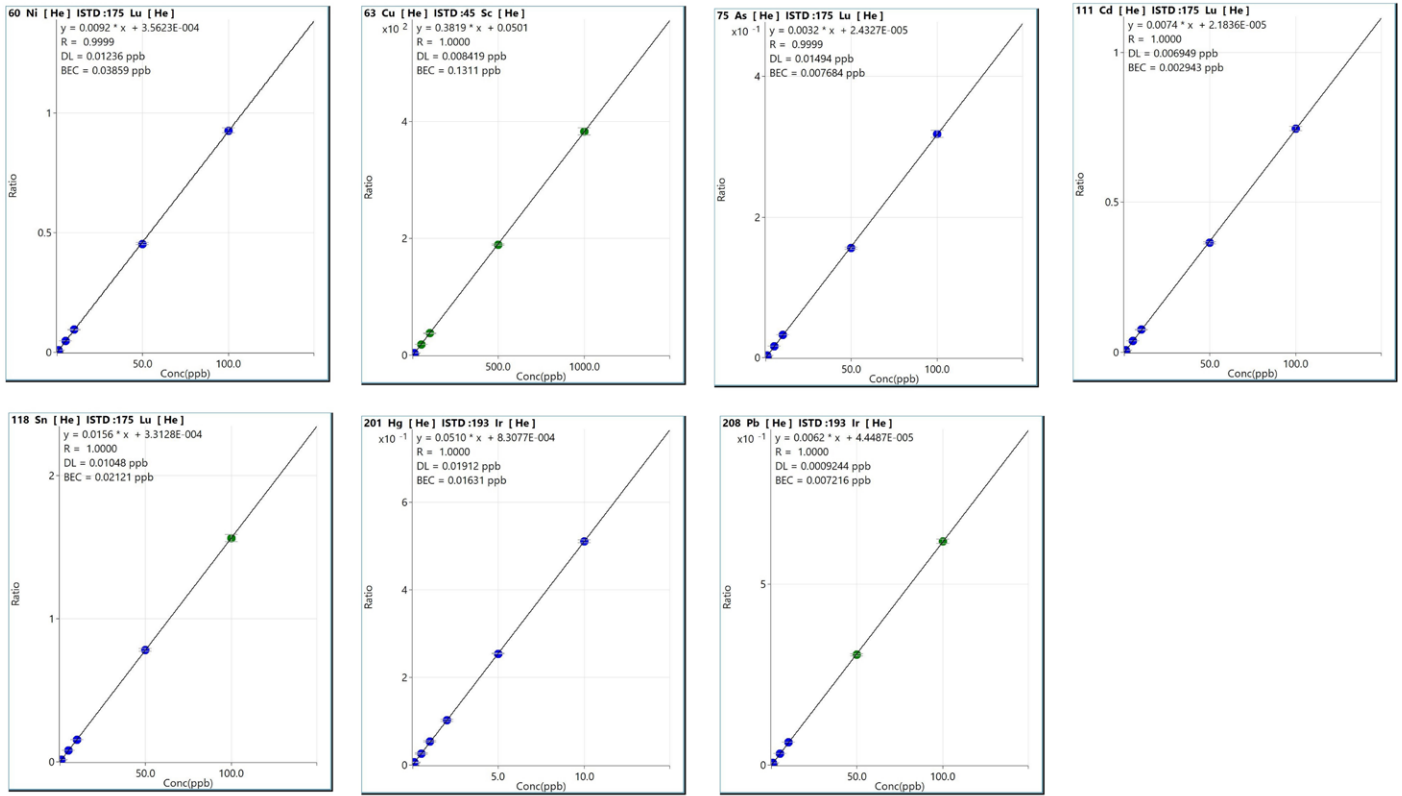 60 Ni [ He ] ISTD :175 Lu [ He ]
y = 0.0092 * x + 3.5623E-004
R = 0.9999
DL = 0.01236 ppb
BEC = 0.03859 ppb
1
0.5
0
Ratio
50.0 100.0
Conc(ppb)
63 Cu [ He ] ISTD :45 Sc [ He ]
x10 2
y = 0.3819 * x + 0.0501
R = 1.0000
DL = 0.008419 ppb
BEC = 0.1311 ppb
4
2
0
Ratio
500.0 1000.0
Conc(ppb)
75 As [ He ] ISTD :175 Lu [ He ]
x10 -1
y = 0.0032 * x + 2.4327E-005
R = 0.9999
DL = 0.01494 ppb
BEC = 0.007684 ppb
4
2
0
Ratio
50.0 100.0
Conc(ppb)
111 Cd [ He ] ISTD :175 Lu [ He ]
y = 0.0074 * x + 2.1836E-005
R = 1.0000
DL = 0.006949 ppb
BEC = 0.002943 ppb
1
0.5
0
Ratio
50.0 100.0
Conc(ppb)
118 Sn [ He ] ISTD :175 Lu [ He ]
y = 0.0156 * x + 3.3128E-004
R = 1.0000
DL = 0.01048 ppb
BEC = 0.02121 ppb
2
1
0
Ratio
50.0 100.0
Conc(ppb)
201 Hg [ He ] ISTD :193 Ir [ He ]
x10 -1
y = 0.0510 * x + 8.3077E-004
R = 1.0000
DL = 0.01912 ppb
BEC = 0.01631 ppb
6
4
2
0
Ratio
5.0 10.0
Conc(ppb)
208 Pb [ He ] ISTD :193 Ir [ He ]
x10 -1
y = 0.0062 * x + 4.4487E-005
R = 1.0000
DL = 0.0009244 ppb
BEC = 0.007216 ppb
5
0
Ratio
50.0 100.0
Conc(ppb)